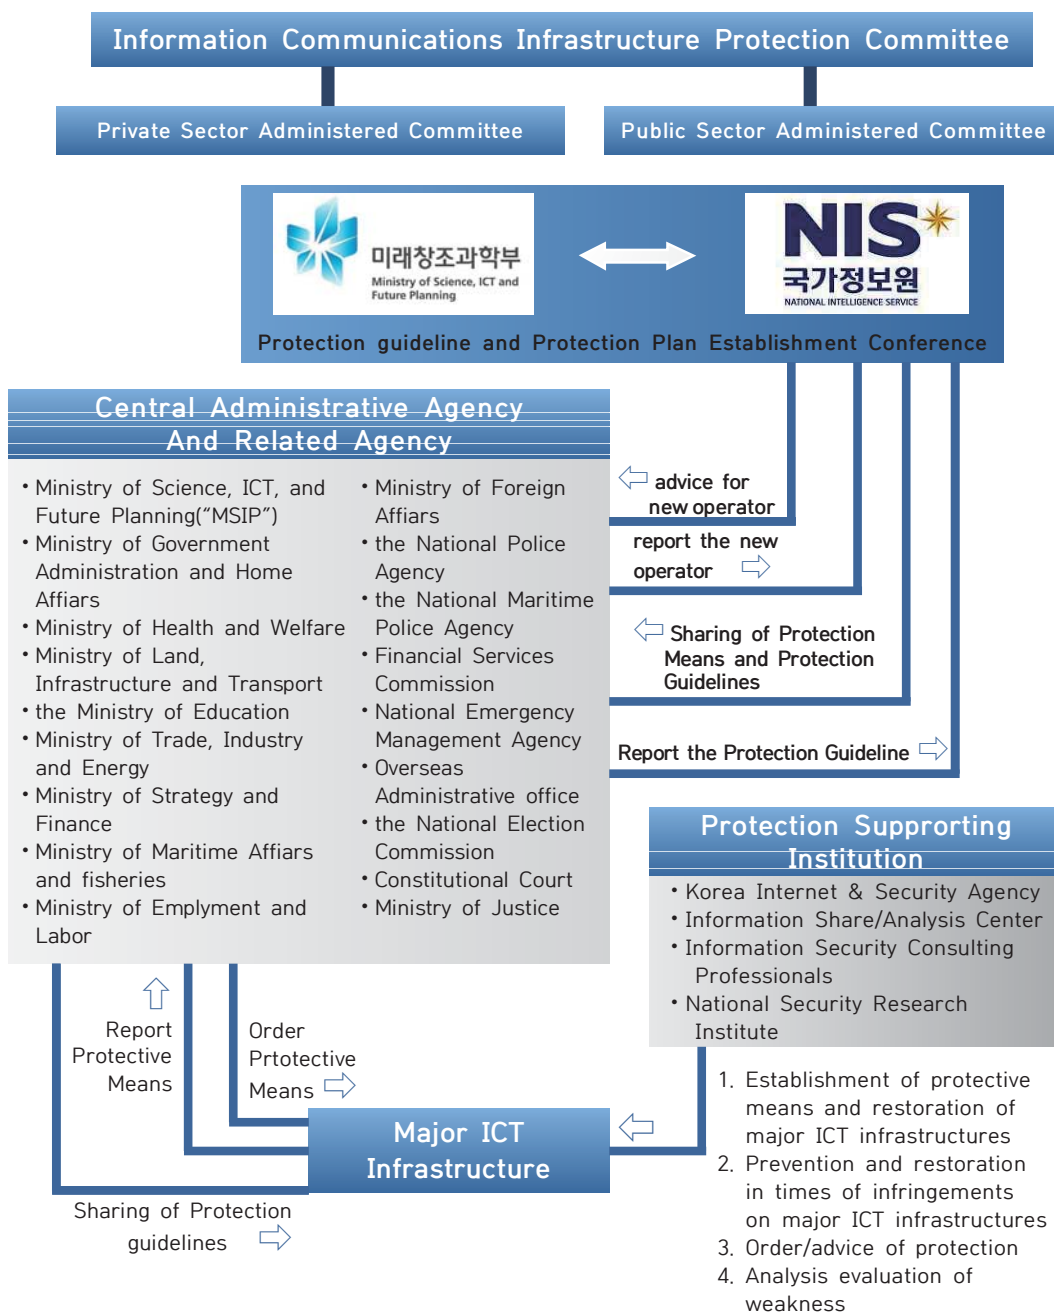 Information Communications Infrastructure Protection Committee
Private Sector Administered Committee
Public Sector Administered Committee
미래창조과학부
Ministry of Science, ICT and
Future Planning
NIS
국가정보원
NATIONAL INTELLIGENCE SERVICE
Protection guideline and Protection Plan Establishment Conference
Central Administrative Agency
And Related Agency
• Ministry of Science, ICT, and
Future Planning(“MSIP”)
• Ministry of Government
Administration and Home
Affiars
• Ministry of Health and Welfare
• Ministry of Land,
Infrastructure and Transport
• the Ministry of Education
• Ministry of Trade, Industry
and Energy
• Ministry of Strategy and
Finance
• Ministry of Maritime Affiars
and fisheries
• Ministry of Emplyment and
Labor
• Ministry of Foreign
Affiars
• the National Police
Agency
• the National Maritime
Police Agency
• Financial Services
Commission
• National Emergency
Management Agency
• Overseas
Administrative office
• the National Election
Commission
• Constitutional Court
• Ministry of Justice
advice for
new operator
report the new
operator
Sharing of Protection
Means and Protection
Guidelines
Report the Protection Guideline
Protection Supprorting
Institution
• Korea Internet & Security Agency
• Information Share/Analysis Center
• Information Security Consulting
Professionals
• National Security Research
Institute
Report
Protective
Means
Order
Prtotective
Means
Major ICT
Infrastructure
Sharing of Protection
guidelines
1. Establishment of protective
means and restoration of
major ICT infrastructures
2. Prevention and restoration
in times of infringements
on major ICT infrastructures
3. Order/advice of protection
4. Analysis evaluation of
weakness